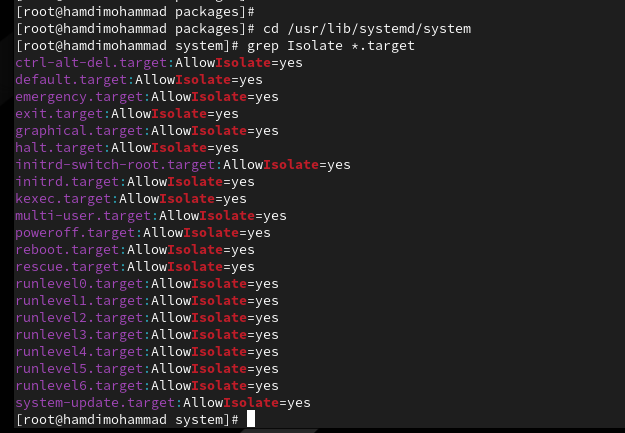 [root@hamdimohammad packages]#
[root@hamdimohammad packages]# cd /usr/lib/systemd/system
[root@hamdimohammad system]# grep Isolate *.target
ctrl-alt-del.target:AllowIsolate=yes
default.target:AllowIsolate=yes
emergency.target:AllowIsolate=yes
exit.target:AllowIsolate=yes
graphical.target:AllowIsolate=yes
halt.target:AllowIsolate=yes
initrd-switch-root.target:AllowIsolate=yes
initrd.target:AllowIsolate=yes
kexec.target:AllowIsolate=yes
multi-user.target:AllowIsolate=yes
poweroff.target:AllowIsolate=yes
reboot.target:AllowIsolate=yes
rescue.target:AllowIsolate=yes
runlevel0.target:AllowIsolate=yes
runlevel1.target:AllowIsolate=yes
runlevel2.target:AllowIsolate=yes
runlevel3.target:AllowIsolate=yes
runlevel4.target:AllowIsolate=yes
runlevel5.target:AllowIsolate=yes
runlevel6.target:AllowIsolate=yes
system-update.target:AllowIsolate=yes
[root@hamdimohammad system]#